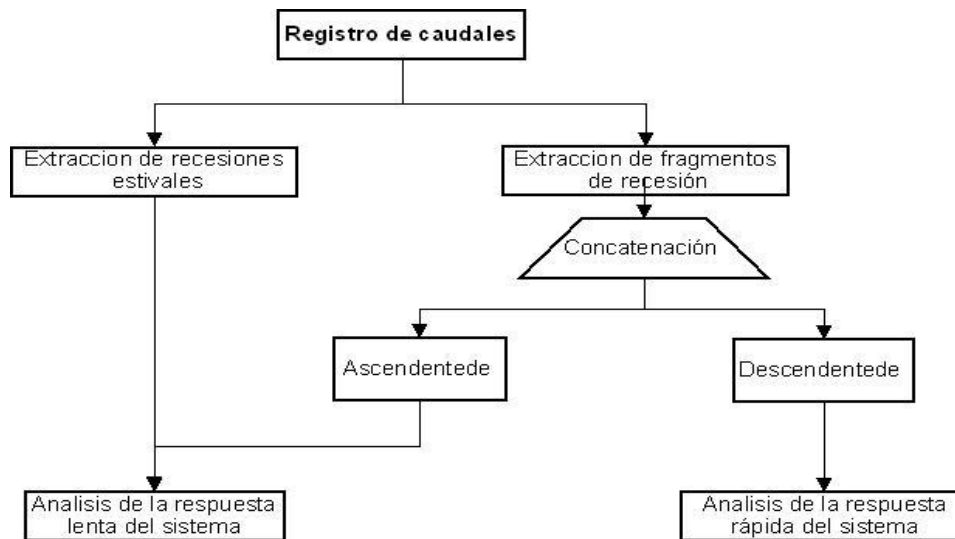 Registro de caudales
Extraccion de recesiones
estivales
Extraccion de fragmentos
de recesión
Concatenación
Ascendentede
Descendentede
Analisis de la respuesta
lenta del sistema
Analisis de la respuesta
rápida del sistema